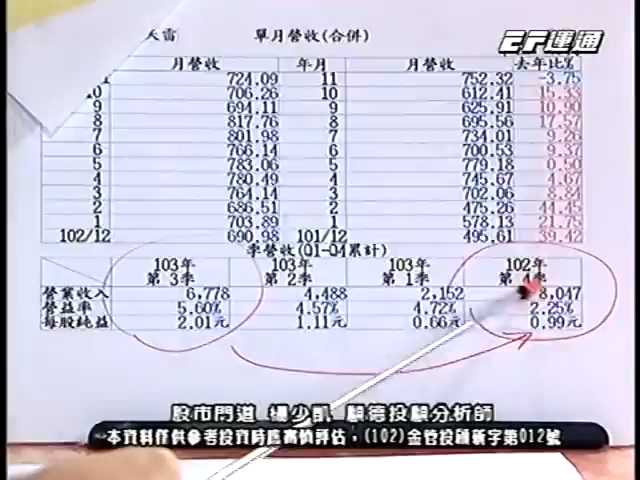 天雷 單月營收(合併)
EF運通
月營收 年月 月營收 去年比%
1 724.09 11 752.32 -3.75
10 706.26 10 612.41 15.33
9 694.11 9 625.91 10.90
8 817.76 8 695.56 17.57
7 801.98 7 734.01 9.26
6 766.14 6 700.53 9.37
5 783.06 5 779.18 0.50
4 780.49 4 745.67 4.67
3 764.14 3 702.06 8.84
2 686.51 2 475.26 44.45
1 703.89 1 578.13 21.75
102/12 690.98 101/12 495.61 39.42
季營收(Q1-Q4累計)
103年 103年 103年 102年
第 3季 第 2季 第 1季 第 4季
營業收入 6,778 4,488 2,152 8,047
營益率 5.60% 4.57% 4.72% 2.25%
每股純益 2.01元 1.11元 0.66元 0.99元
股市問道 楊少凱 顧德投顧分析師
本資料僅供參考投資時應審慎評估,(102)金管投顧新字第012號